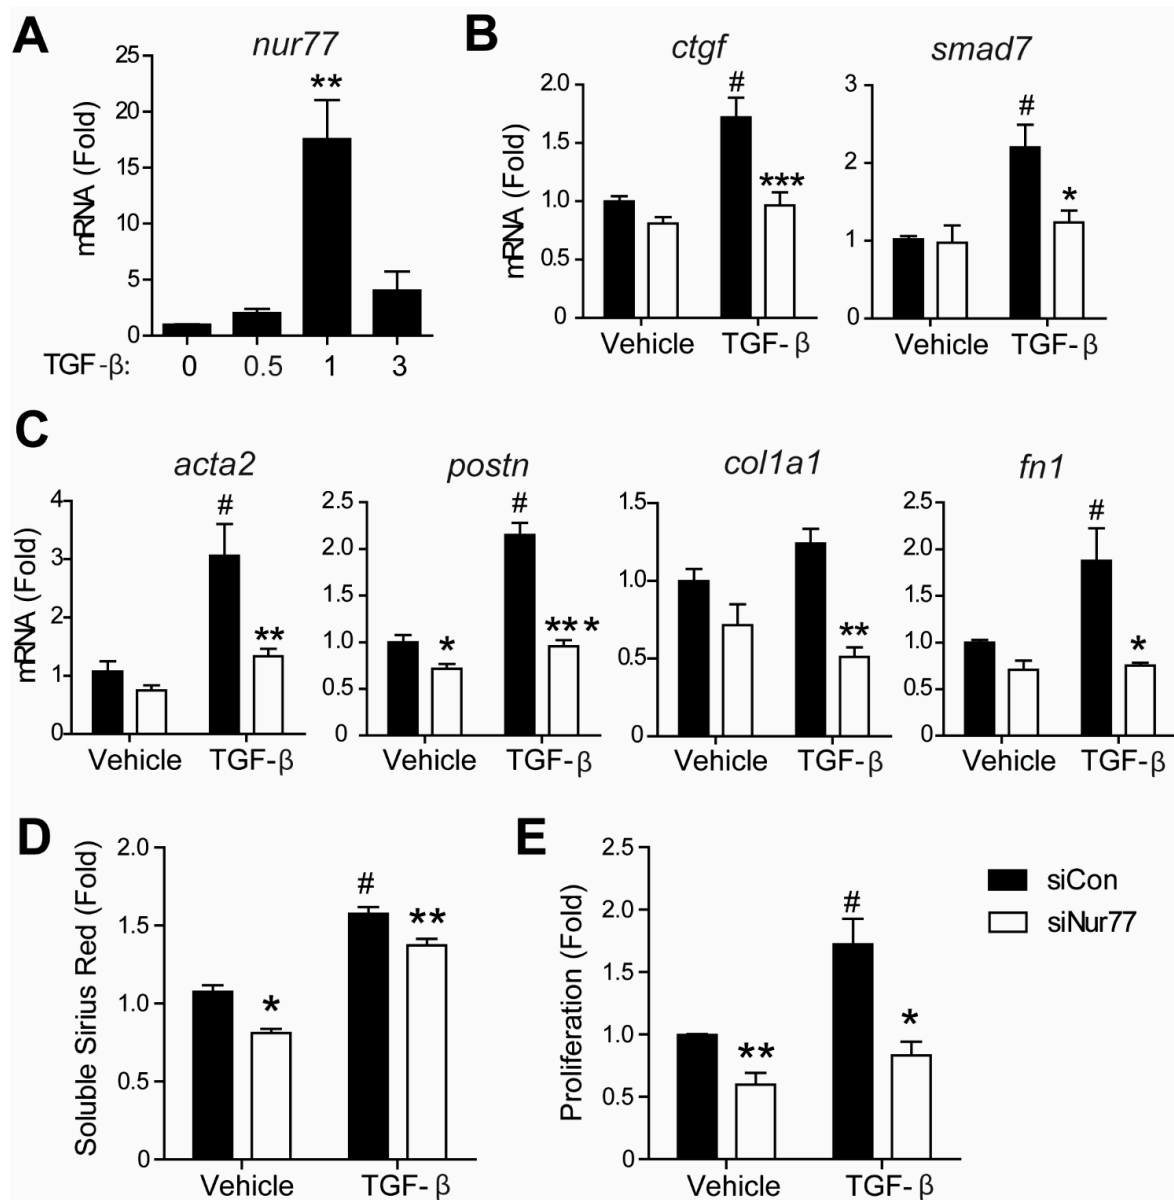 A
nur77
mRNA (Fold)
25
20
15
10
5
0
**
TGF-β: 0 0.5 1 3
B
ctgf
mRNA (Fold)
2.0
1.5
1.0
0.5
0
#
***
Vehicle TGF-β
smad7
3
2
1
0
#
*
Vehicle TGF-β
C
acta2
mRNA (Fold)
4
3
2
1
0
#
**
Vehicle TGF-β
postn
2.5
2.0
1.5
1.0
0.5
0
*
#
***
Vehicle TGF-β
col1a1
1.5
1.0
0.5
0
**
Vehicle TGF-β
fn1
2.5
2.0
1.5
1.0
0.5
0
#
*
Vehicle TGF-β
D
Soluble Sirius Red (Fold)
2.0
1.5
1.0
0.5
0
*
#
**
Vehicle TGF-β
E
Proliferation (Fold)
2.5
2.0
1.5
1.0
0.5
0
**
#
*
Vehicle TGF-β
siCon
siNur77